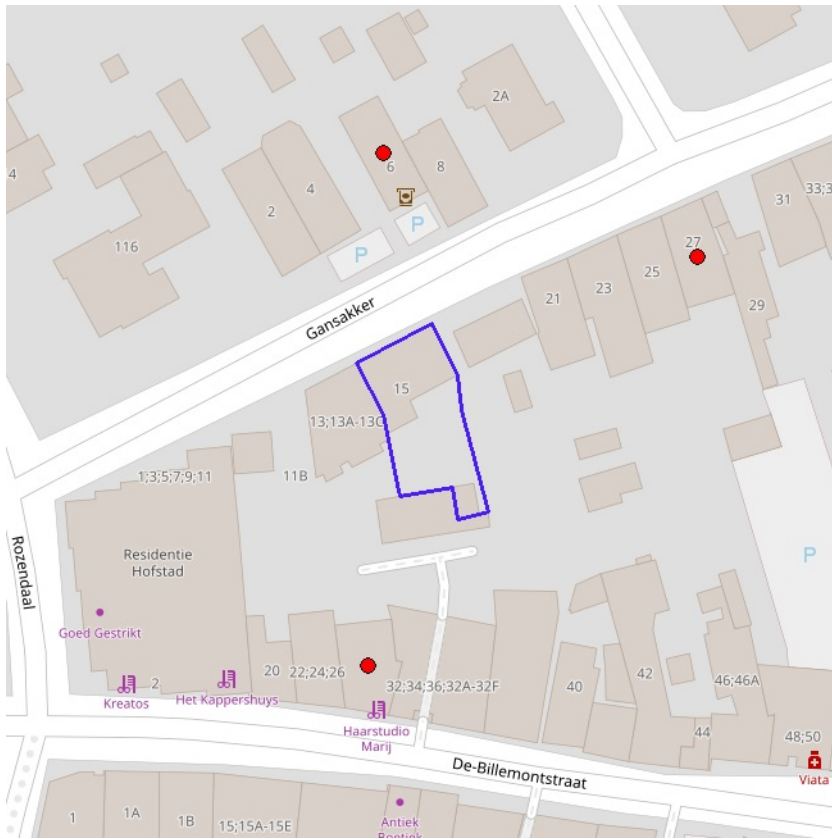 2A
4
6
8
4
2
116
P
P
31
33;3
27
25
23
21
29
Gansakker
15
13;13A-13C
1;3;5;7;9;11
11B
Rozendaal
Residentie
Hofstad
P
Goed Gestrikt
20
22;24;26
32;34;36;32A-32F
40
42
46;46A
2
Kreatos
Het Kappershuys
Haarstudio
Marij
44
48;50
Viata
De-Billemontstraat
1
1A
1B
15;15A-15E
Antiek